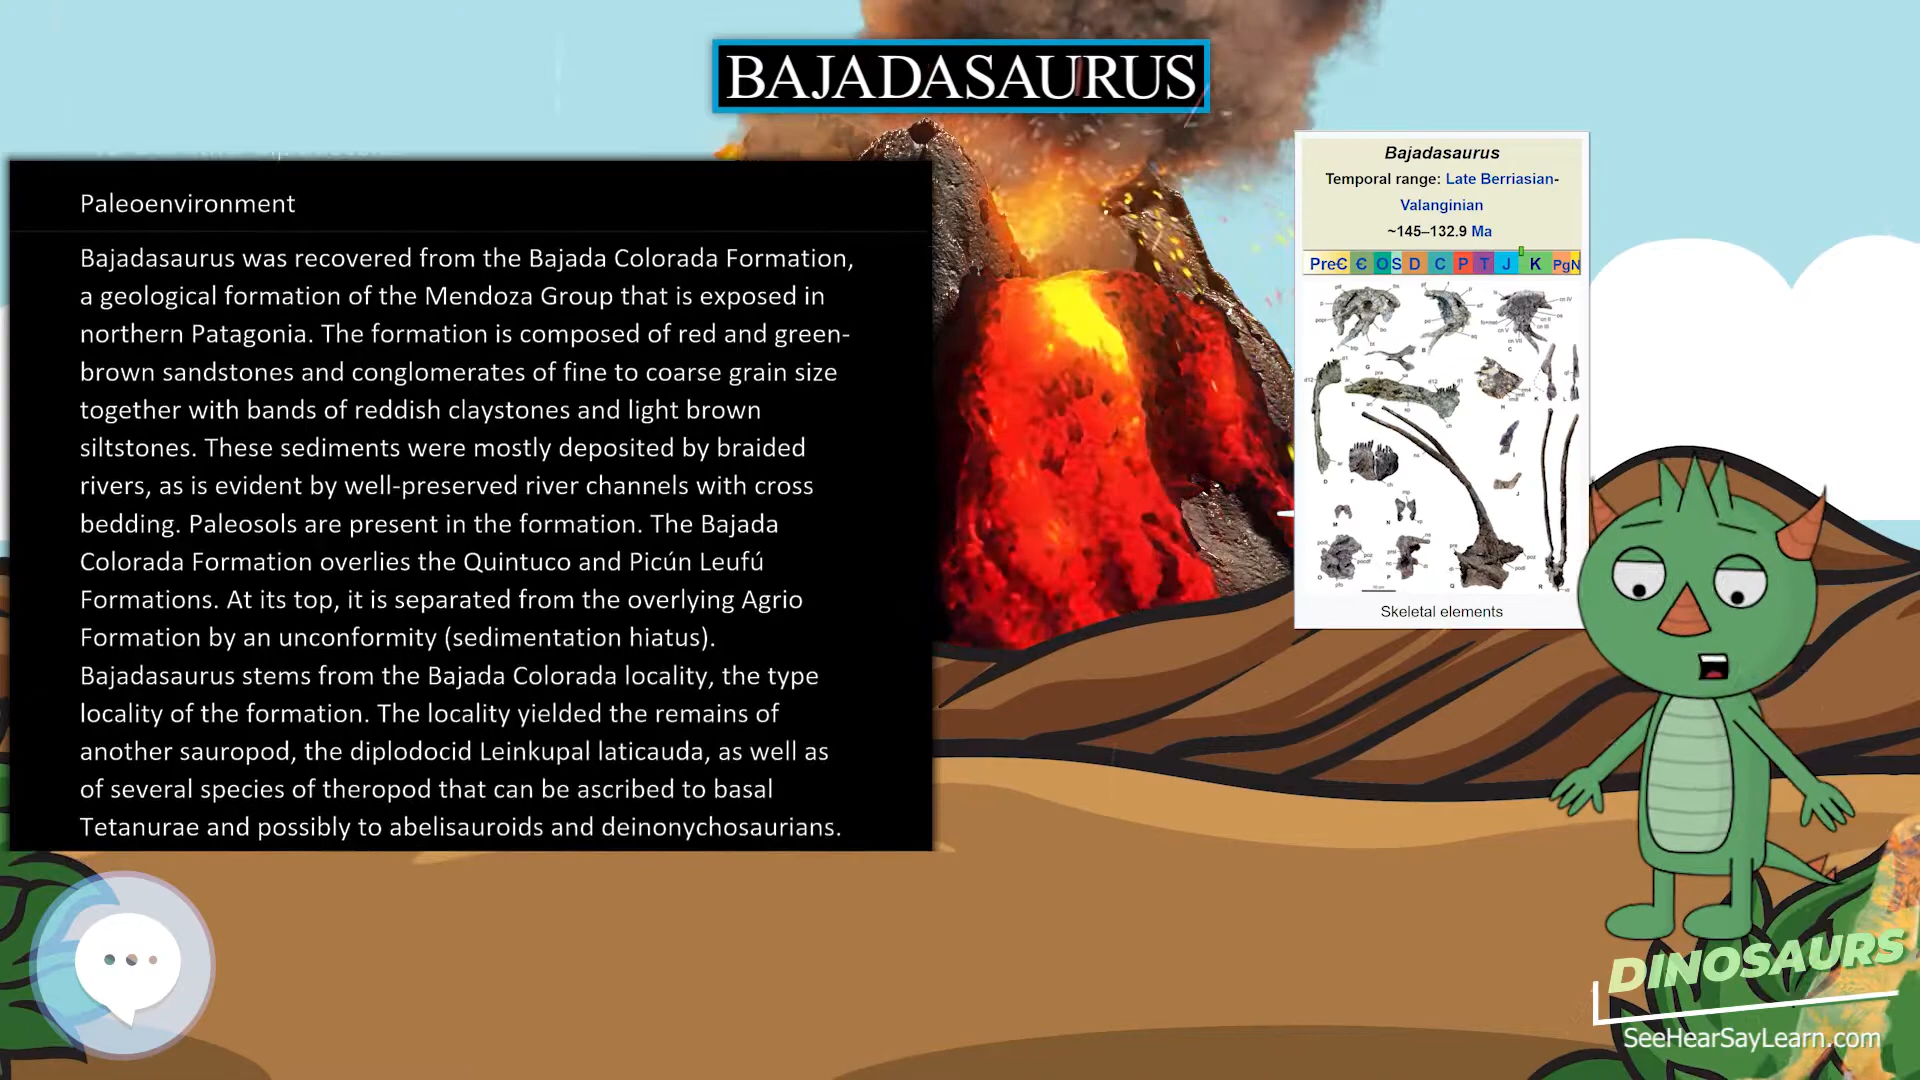 BAJADASAURUS
Paleoenvironment
Bajadasaurus was recovered from the Bajada Colorada Formation,
a geological formation of the Mendoza Group that is exposed in
northern Patagonia. The formation is composed of red and green-
brown sandstones and conglomerates of fine to coarse grain size
together with bands of reddish claystones and light brown
siltstones. These sediments were mostly deposited by braided
rivers, as is evident by well-preserved river channels with cross
bedding. Paleosols are present in the formation. The Bajada
Colorada Formation overlies the Quintuco and Picún Leufú
Formations. At its top, it is separated from the overlying Agrio
Formation by an unconformity (sedimentation hiatus).
Bajadasaurus stems from the Bajada Colorada locality, the type
locality of the formation. The locality yielded the remains of
another sauropod, the diplodocid Leinkupal laticauda, as well as
of several species of theropod that can be ascribed to basal
Tetanurae and possibly to abelisauroids and deinonychosaurians.
Bajadasaurus
Temporal range: Late Berriasian-
Valanginian
~145–132.9 Ma
PreЄ Є O S D C P T J K PgN
Skeletal elements
DINOSAURS
SeeHearSayLearn.com